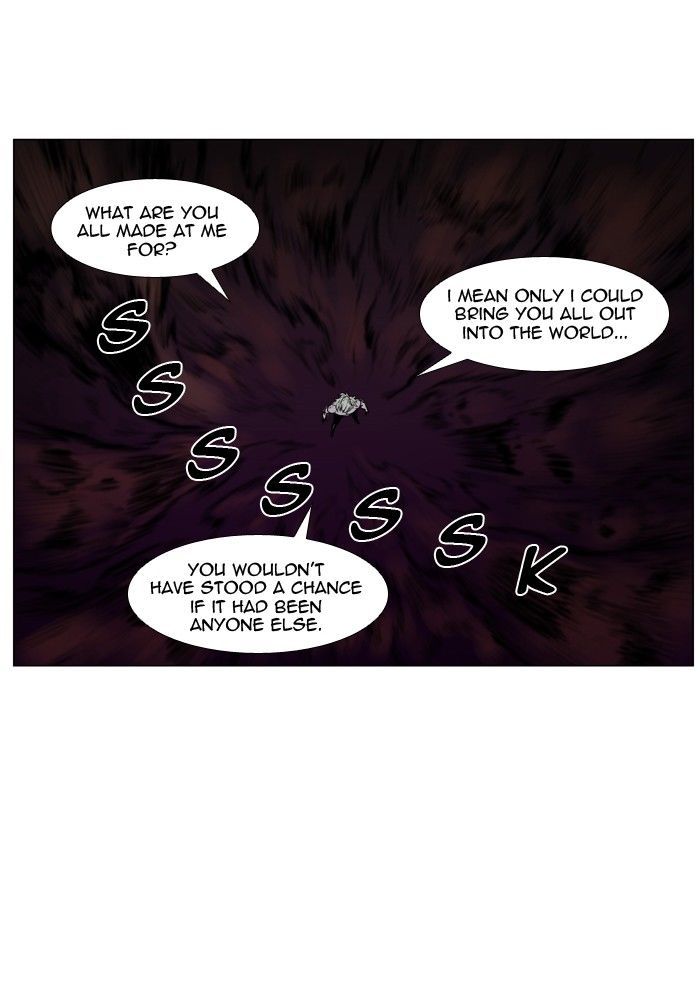 WHAT ARE YOU
ALL MADE AT ME
FOR?
I MEAN ONLY I COULD
BRING YOU ALL OUT
INTO THE WORLD...
SSSSSSSK
YOU WOULDN'T
HAVE STOOD A CHANCE
IF IT HAD BEEN
ANYONE ELSE.